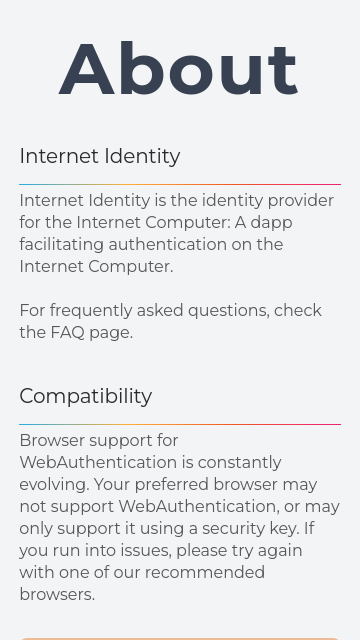 About
Internet Identity
Internet Identity is the identity provider
for the Internet Computer: A dapp
facilitating authentication on the
Internet Computer.
For frequently asked questions, check
the FAQ page.
Compatibility
Browser support for
WebAuthentication is constantly
evolving. Your preferred browser may
not support WebAuthentication, or may
only support it using a security key. If
you run into issues, please try again
with one of our recommended
browsers.